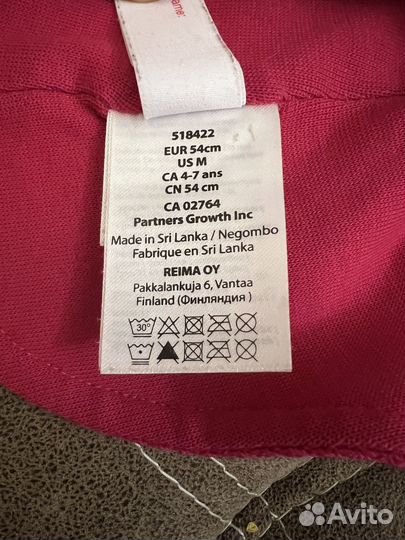 name:
518422
EUR 54cm
US M
CA 4-7 ans
CN 54 cm
CA 02764
Partners Growth Inc
Made in Sri Lanka / Negombo
Fabrique en Sri Lanka
REIMA OY
Pakkalankuja 6, Vantaa
Finland (Финляндия )
30°
Avito